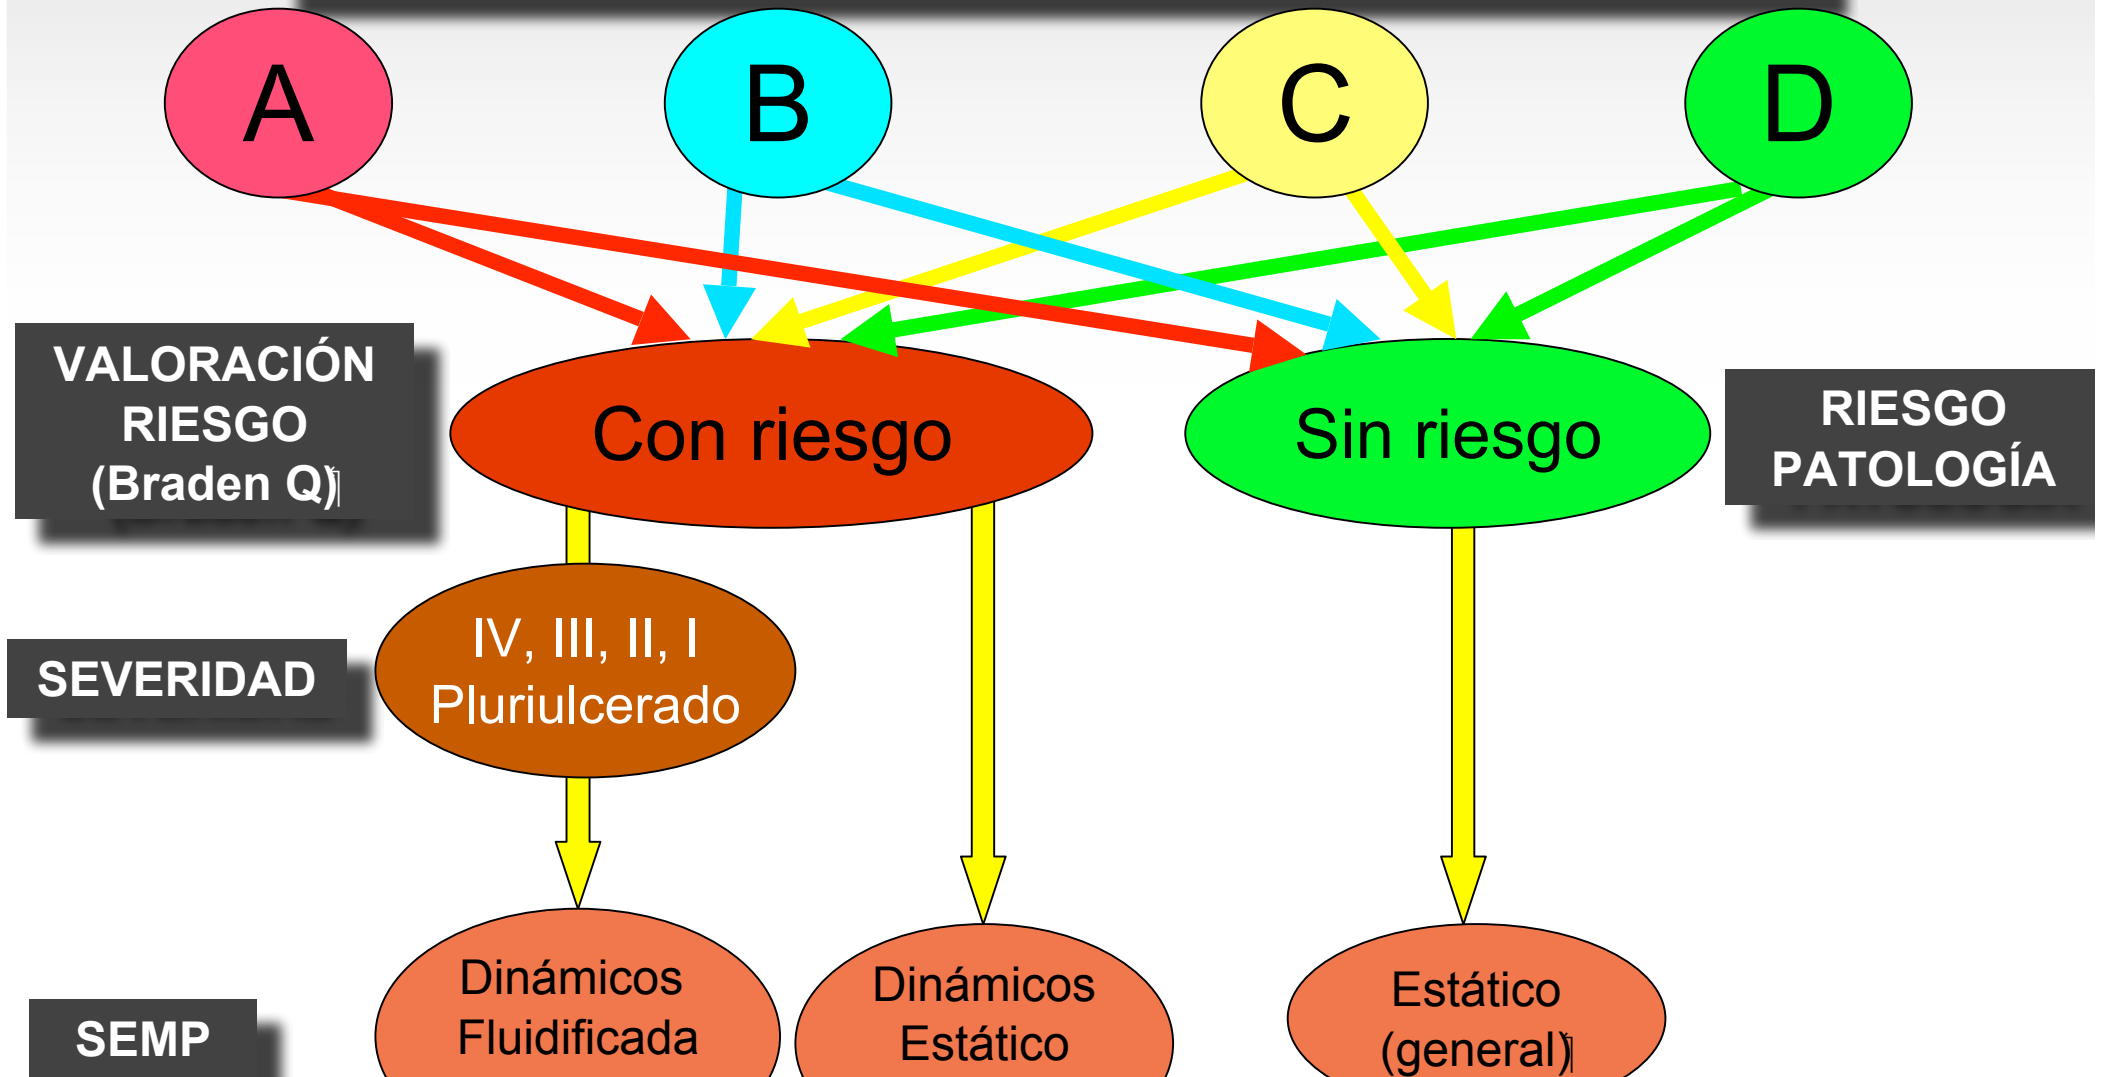 A
B
C
D
VALORACIÓN
RIESGO
(Braden Q)
Con riesgo
Sin riesgo
RIESGO
PATOLOGÍA
IV, III, II, I
Pluriulcerado
SEVERIDAD
Dinámicos
Fluidificada
Dinámicos
Estático
Estático
(general)
SEMP